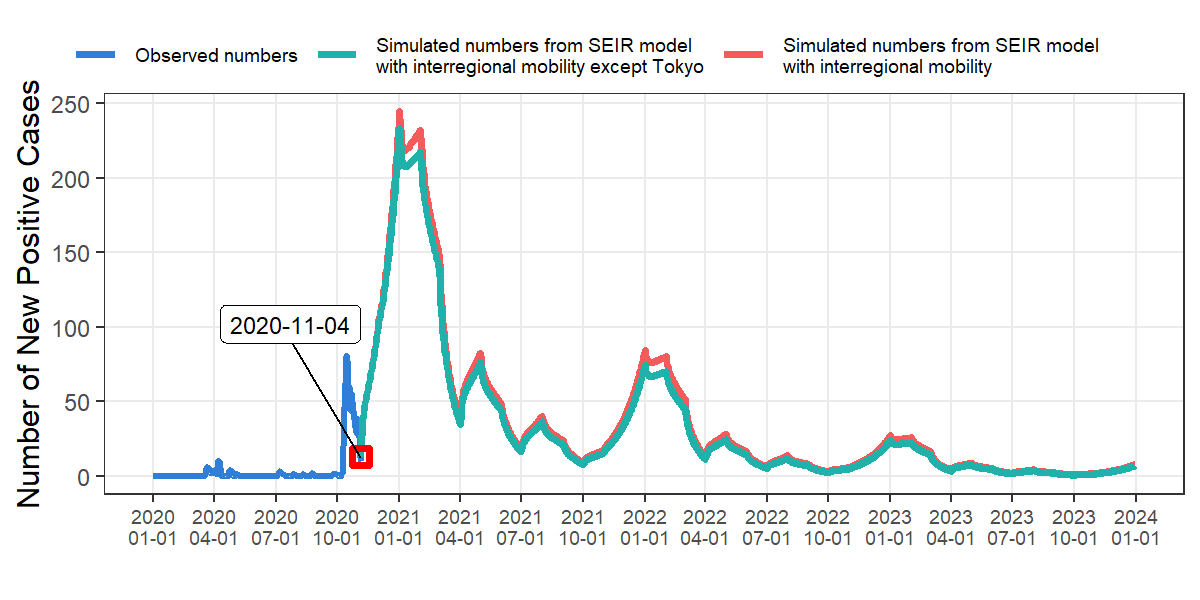 Observed numbers
Simulated numbers from SEIR model
with interregional mobility except Tokyo
Simulated numbers from SEIR model
with interregional mobility
Number of New Positive Cases
250
200
150
100
50
0
2020-11-04
2020 2020 2020 2020 2021 2021 2021 2021 2022 2022 2022 2022 2023 2023 2023 2023 2024
01-01 04-01 07-01 10-01 01-01 04-01 07-01 10-01 01-01 04-01 07-01 10-01 01-01 04-01 07-01 10-01 01-01